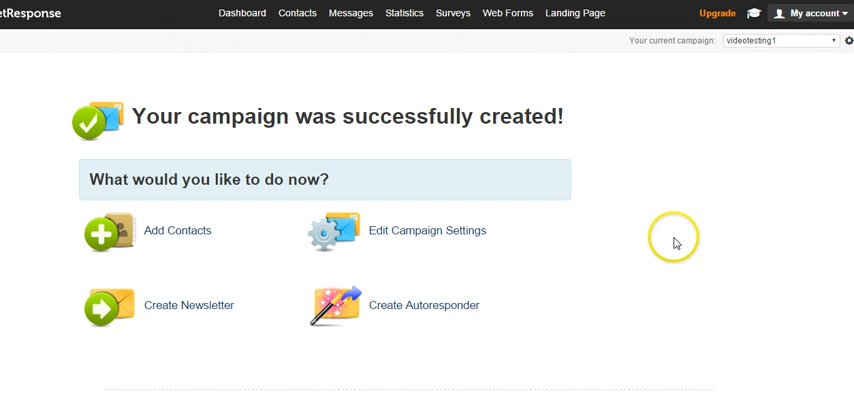 etResponse Dashboard Contacts Messages Statistics Surveys Web Forms Landing Page Upgrade My account
Your current campaign: videotesting1
Your campaign was successfully created!
What would you like to do now?
Add Contacts Edit Campaign Settings
Create Newsletter Create Autoresponder